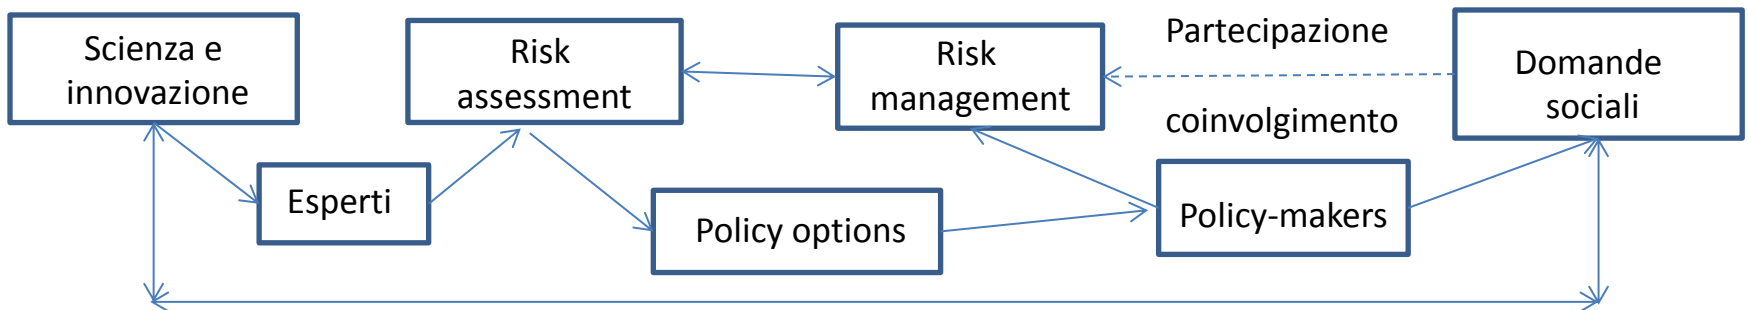 Scienza e
innovazione
Risk
assessment
Risk
management
Partecipazione
coinvolgimento
Domande
sociali
Esperti
Policy options
Policy-makers